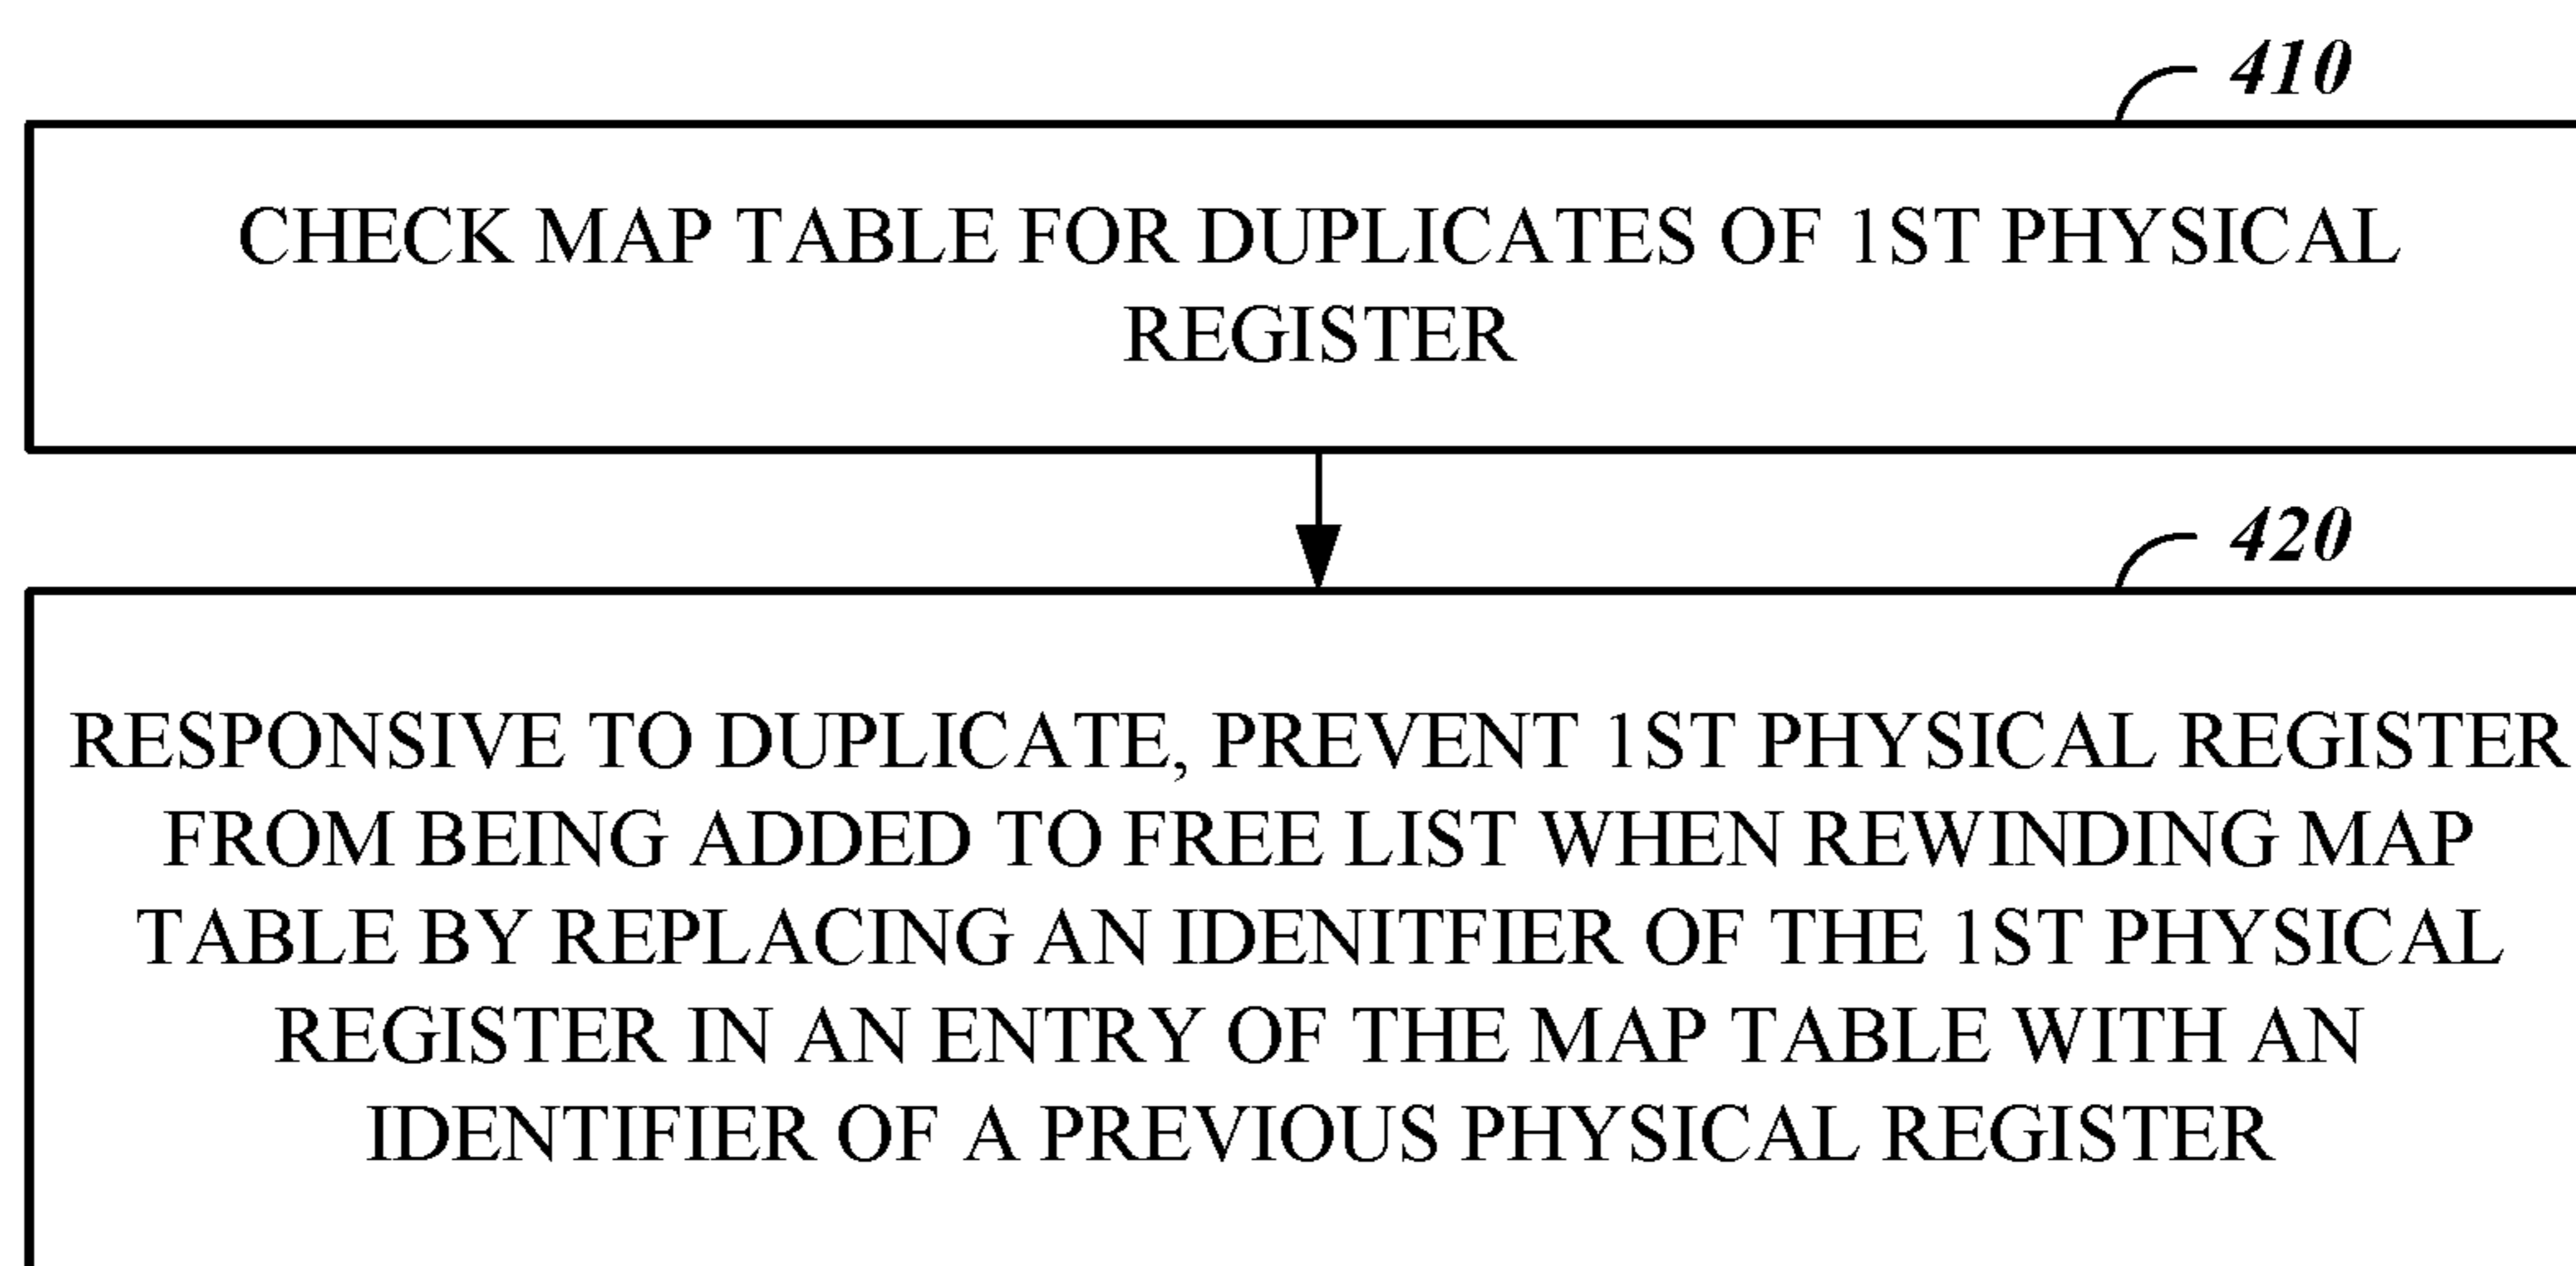 410
CHECK MAP TABLE FOR DUPLICATES OF 1ST PHYSICAL
REGISTER
420
RESPONSIVE TO DUPLICATE, PREVENT 1ST PHYSICAL REGISTER
FROM BEING ADDED TO FREE LIST WHEN REWINDING MAP
TABLE BY REPLACING AN IDENITFIER OF THE 1ST PHYSICAL
REGISTER IN AN ENTRY OF THE MAP TABLE WITH AN
IDENTIFIER OF A PREVIOUS PHYSICAL REGISTER